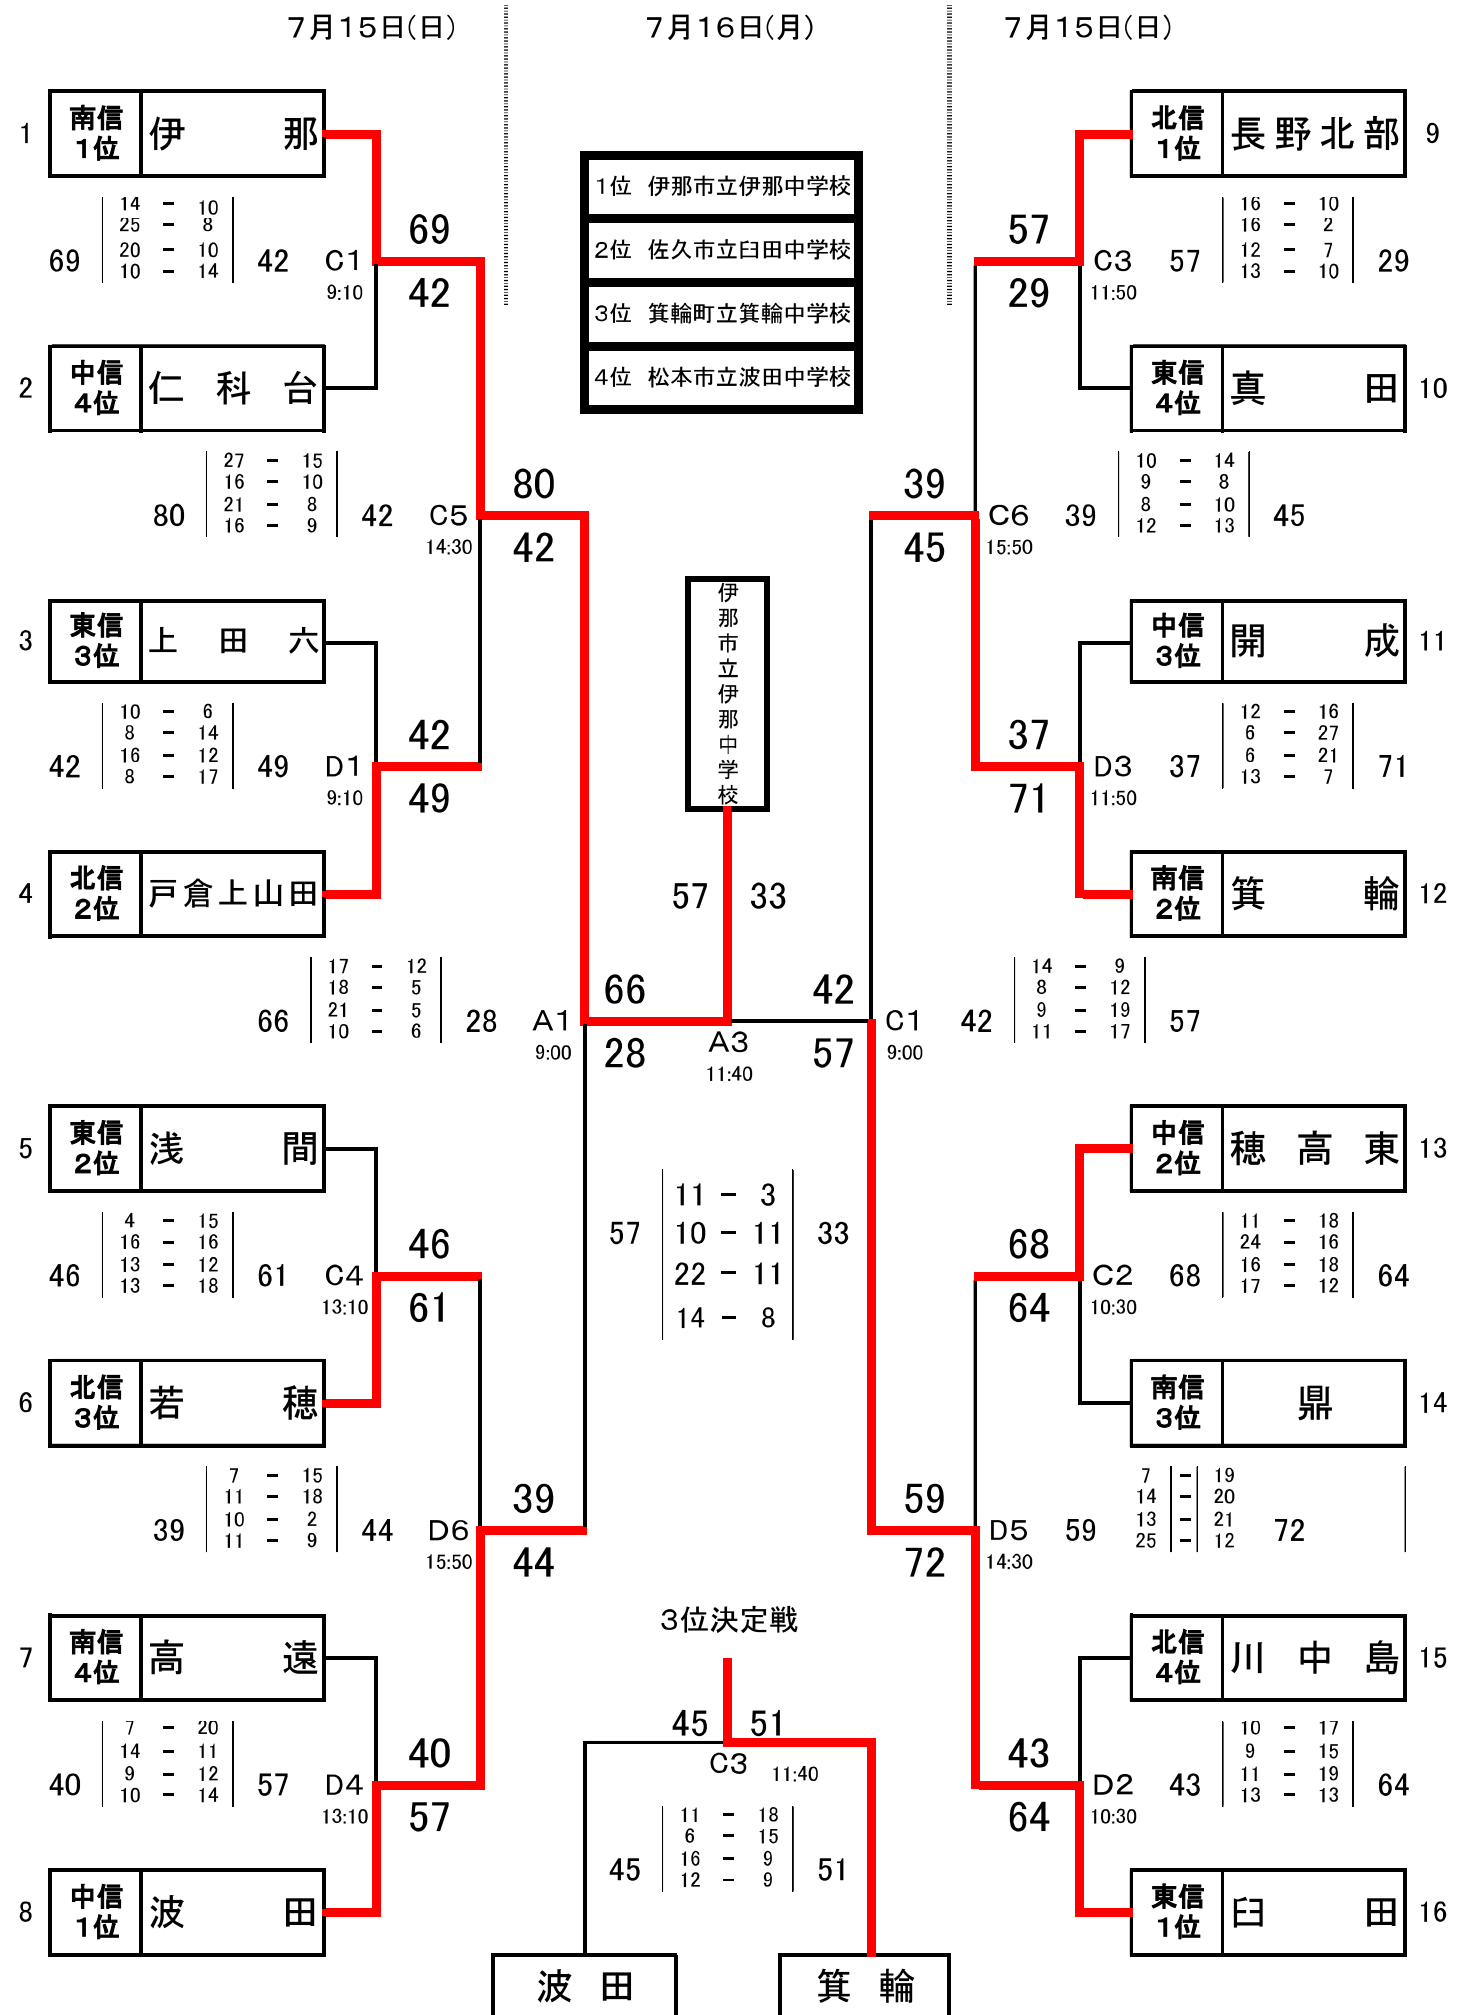 7月15日(日)
7月16日(月)
7月15日(日)
1位 伊那市立伊那中学校
2位 佐久市立臼田中学校
3位 箕輪町立箕輪中学校
4位 松本市立波田中学校
1 南信1位 伊那
69 42
14 - 10
25 - 8
20 - 10
10 - 14
C1
9:10
69
42
2 中信4位 仁科台
80 42
27 - 15
16 - 10
21 - 8
16 - 9
C5
14:30
80
42
3 東信3位 上田六
42 49
10 - 6
8 - 14
16 - 12
8 - 17
D1
9:10
42
49
4 北信2位 戸倉上山田
66 28
17 - 12
18 - 5
21 - 5
10 - 6
A1
9:00
66
28
5 東信2位 浅間
46 61
4 - 15
16 - 16
13 - 12
13 - 18
C4
13:10
46
61
6 北信3位 若穂
39 44
7 - 15
11 - 18
10 - 2
11 - 9
D6
15:50
39
44
7 南信4位 高遠
40 57
7 - 20
14 - 11
9 - 12
10 - 14
D4
13:10
40
57
8 中信1位 波田
伊那市立伊那中学校
57 33
A3
11:40
57 33
11 - 3
10 - 11
22 - 11
14 - 8
3位決定戦
45 51
C3 11:40
45 51
11 - 18
6 - 15
16 - 9
12 - 9
波田
箕輪
北信1位 長野北部 9
57
29
C3
11:50
57 29
16 - 10
16 - 2
12 - 7
13 - 10
東信4位 真田 10
39
45
C6
15:50
39 45
10 - 14
9 - 8
8 - 10
12 - 13
中信3位 開成 11
37
71
D3
11:50
37 71
12 - 16
6 - 27
6 - 21
13 - 7
南信2位 箕輪 12
42
57
C1
9:00
42 57
14 - 9
8 - 12
9 - 19
11 - 17
中信2位 穂高東 13
68
64
C2
10:30
68 64
11 - 18
24 - 16
16 - 18
17 - 12
南信3位 鼎 14
59
72
D5
14:30
59 72
7 - 19
14 - 20
13 - 21
25 - 12
北信4位 川中島 15
43
64
D2
10:30
43 64
10 - 17
9 - 15
11 - 19
13 - 13
東信1位 臼田 16